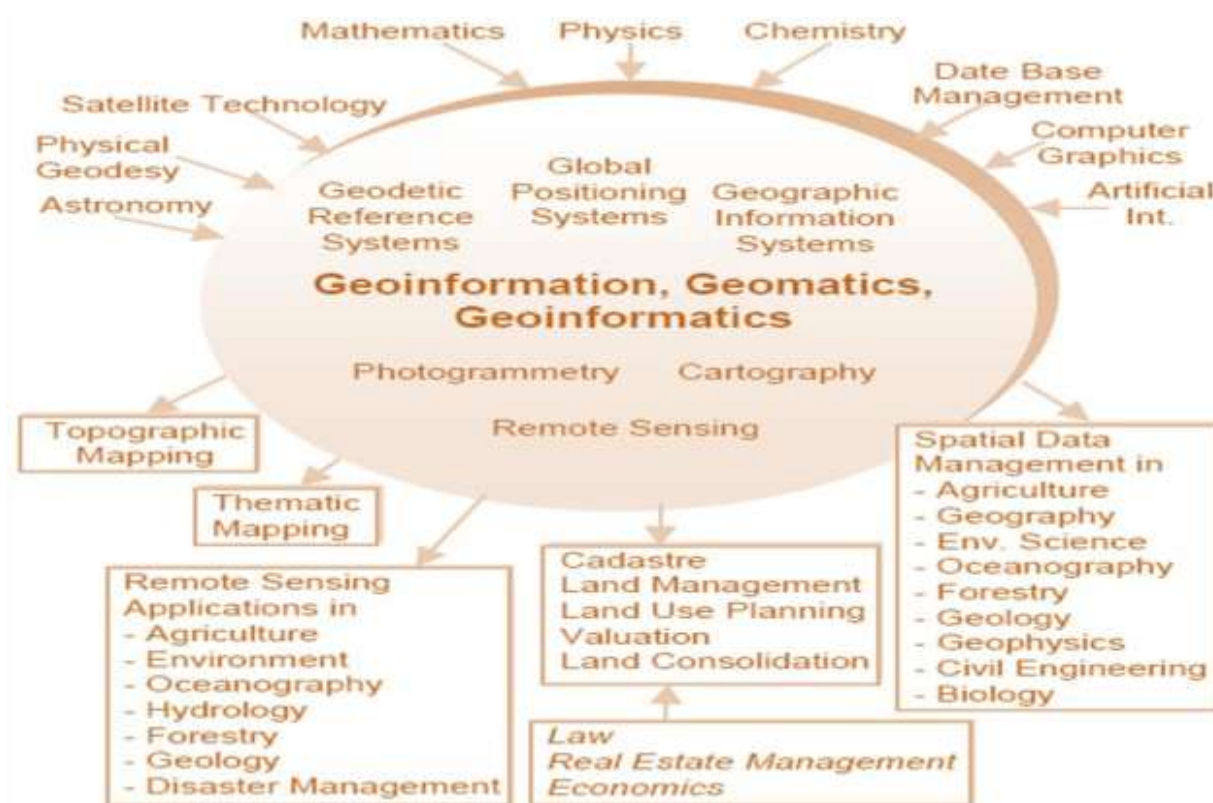 Mathematics
Physics
Chemistry
Satellite Technology
Date Base
Management
Physical
Geodesy
Computer
Graphics
Astronomy
Artificial
Int.
Geodetic
Reference
Systems
Global
Positioning
Systems
Geographic
Information
Systems
Geoinformation, Geomatics,
Geoinformatics
Photogrammetry
Cartography
Remote Sensing
Topographic
Mapping
Thematic
Mapping
Remote Sensing
Applications in
- Agriculture
- Environment
- Oceanography
- Hydrology
- Forestry
- Geology
- Disaster Management
Cadastre
Land Management
Land Use Planning
Valuation
Land Consolidation
Law
Real Estate Management
Economics
Spatial Data
Management in
- Agriculture
- Geography
- Env. Science
- Oceanography
- Forestry
- Geology
- Geophysics
- Civil Engineering
- Biology